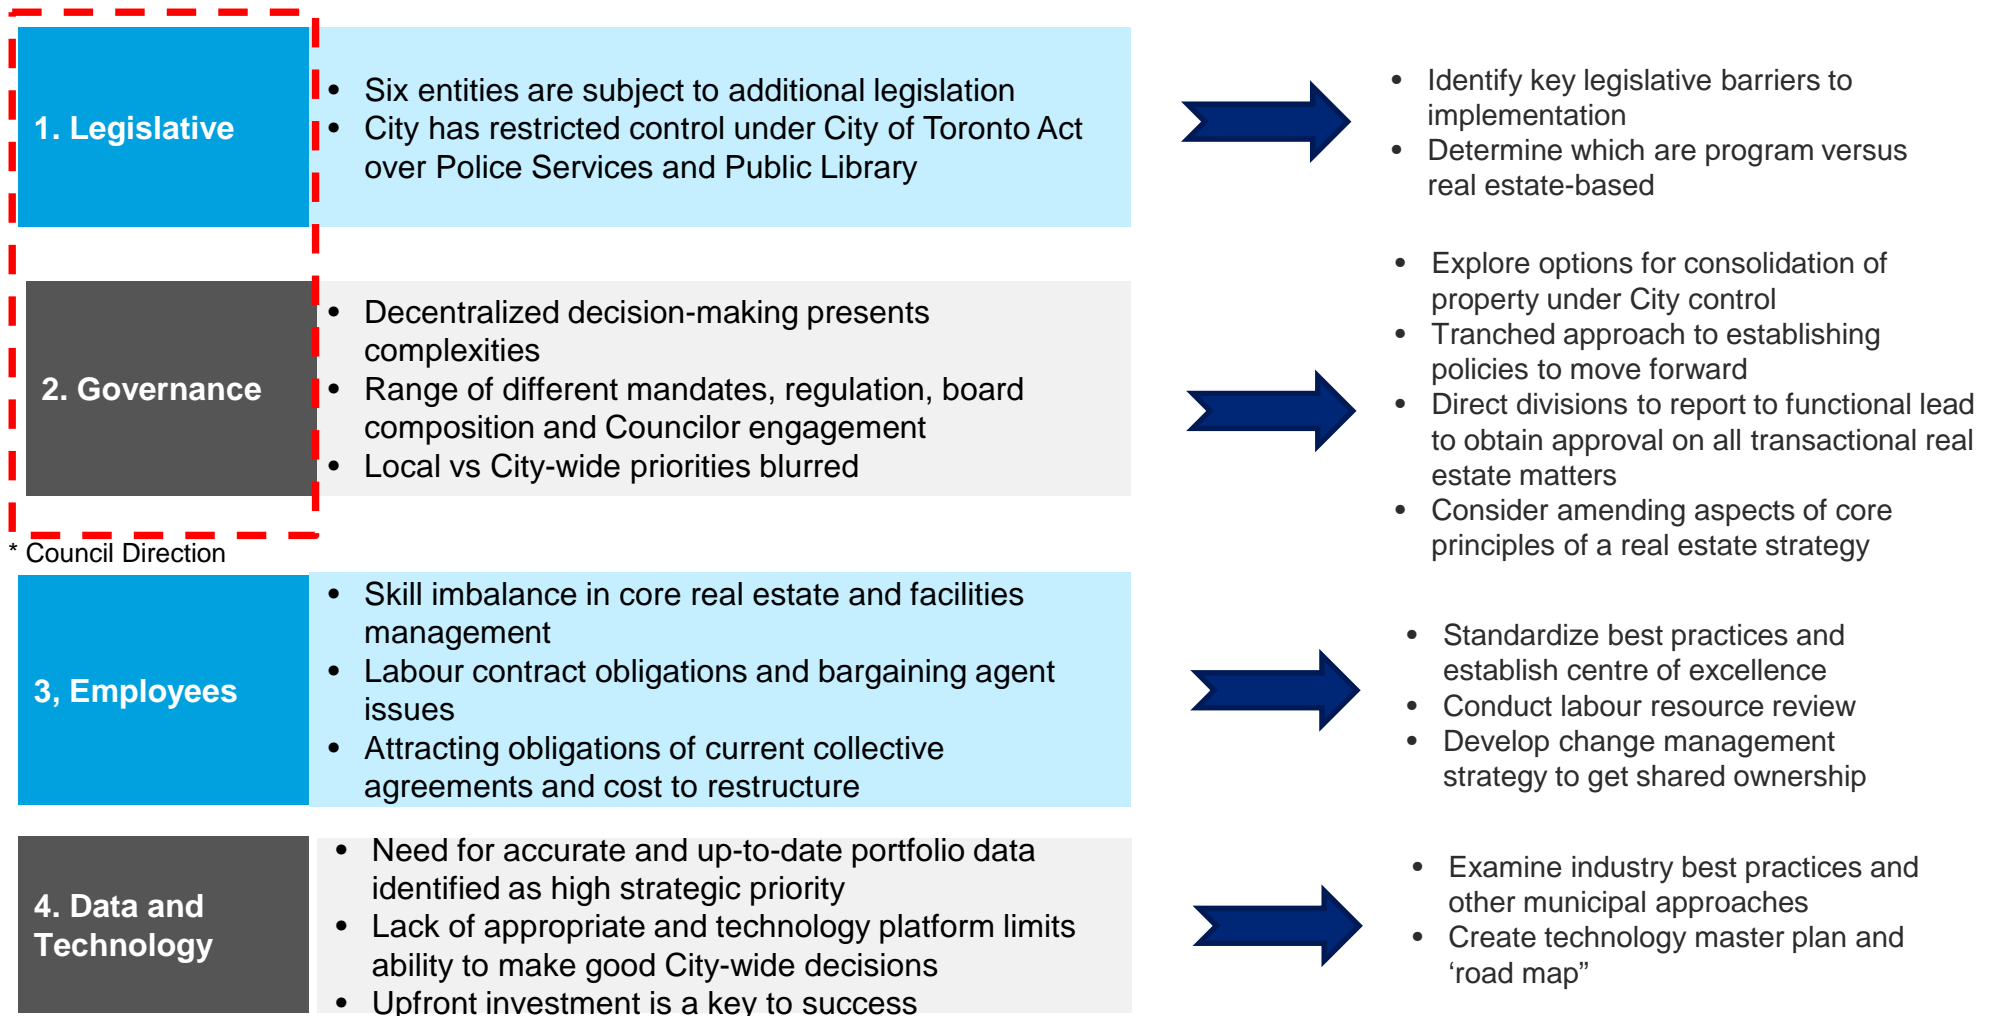 1. Legislative
• Six entities are subject to additional legislation
• City has restricted control under City of Toronto Act
over Police Services and Public Library
• Identify key legislative barriers to
implementation
• Determine which are program versus
real estate-based
2. Governance
• Decentralized decision-making presents
complexities
• Range of different mandates, regulation, board
composition and Councilor engagement
• Local vs City-wide priorities blurred
• Explore options for consolidation of
property under City control
• Tranched approach to establishing
policies to move forward
• Direct divisions to report to functional lead
to obtain approval on all transactional real
estate matters
• Consider amending aspects of core
principles of a real estate strategy
* Council Direction
3, Employees
• Skill imbalance in core real estate and facilities
management
• Labour contract obligations and bargaining agent
issues
• Attracting obligations of current collective
agreements and cost to restructure
• Standardize best practices and
establish centre of excellence
• Conduct labour resource review
• Develop change management
strategy to get shared ownership
4. Data and
Technology
• Need for accurate and up-to-date portfolio data
identified as high strategic priority
• Lack of appropriate and technology platform limits
ability to make good City-wide decisions
• Upfront investment is a key to success
• Examine industry best practices and
other municipal approaches
• Create technology master plan and
‘road map”